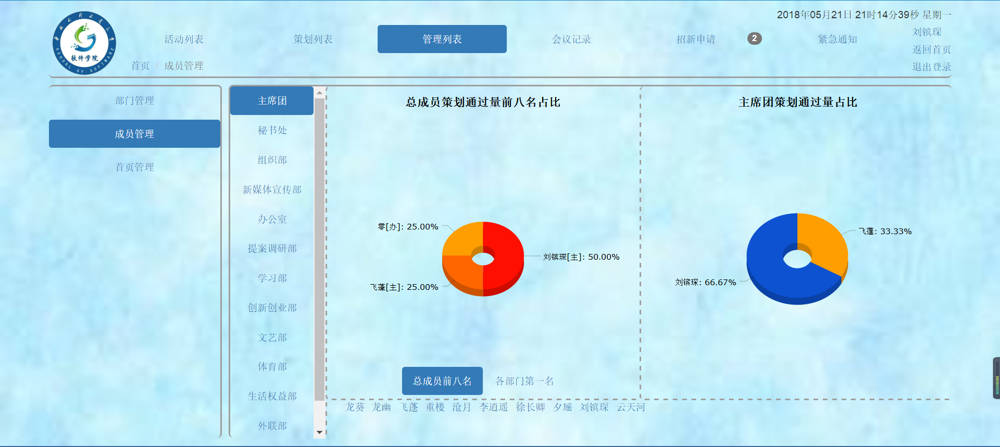 2018年05月21日 21时14分39秒 星期一
软件学院
SCHOOL OF SOFTWARE
活动列表
策划列表
管理列表
会议记录
招新申请 2
紧急通知
刘镔琛
返回首页
退出登录
首页 / 成员管理
部门管理
成员管理
首页管理
主席团
秘书处
组织部
新媒体宣传部
办公室
提案调研部
学习部
创新创业部
文艺部
体育部
生活权益部
外联部
总成员策划通过量前八名占比
零[办]: 25.00%
刘镔琛[主]: 50.00%
飞蓬[主]: 25.00%
总成员前八名
各部门第一名
主席团策划通过量占比
飞蓬: 33.33%
刘镔琛: 66.67%
龙葵 龙幽 飞蓬 重楼 沧月 李逍遥 徐长卿 夕瑶 刘镔琛 云天河